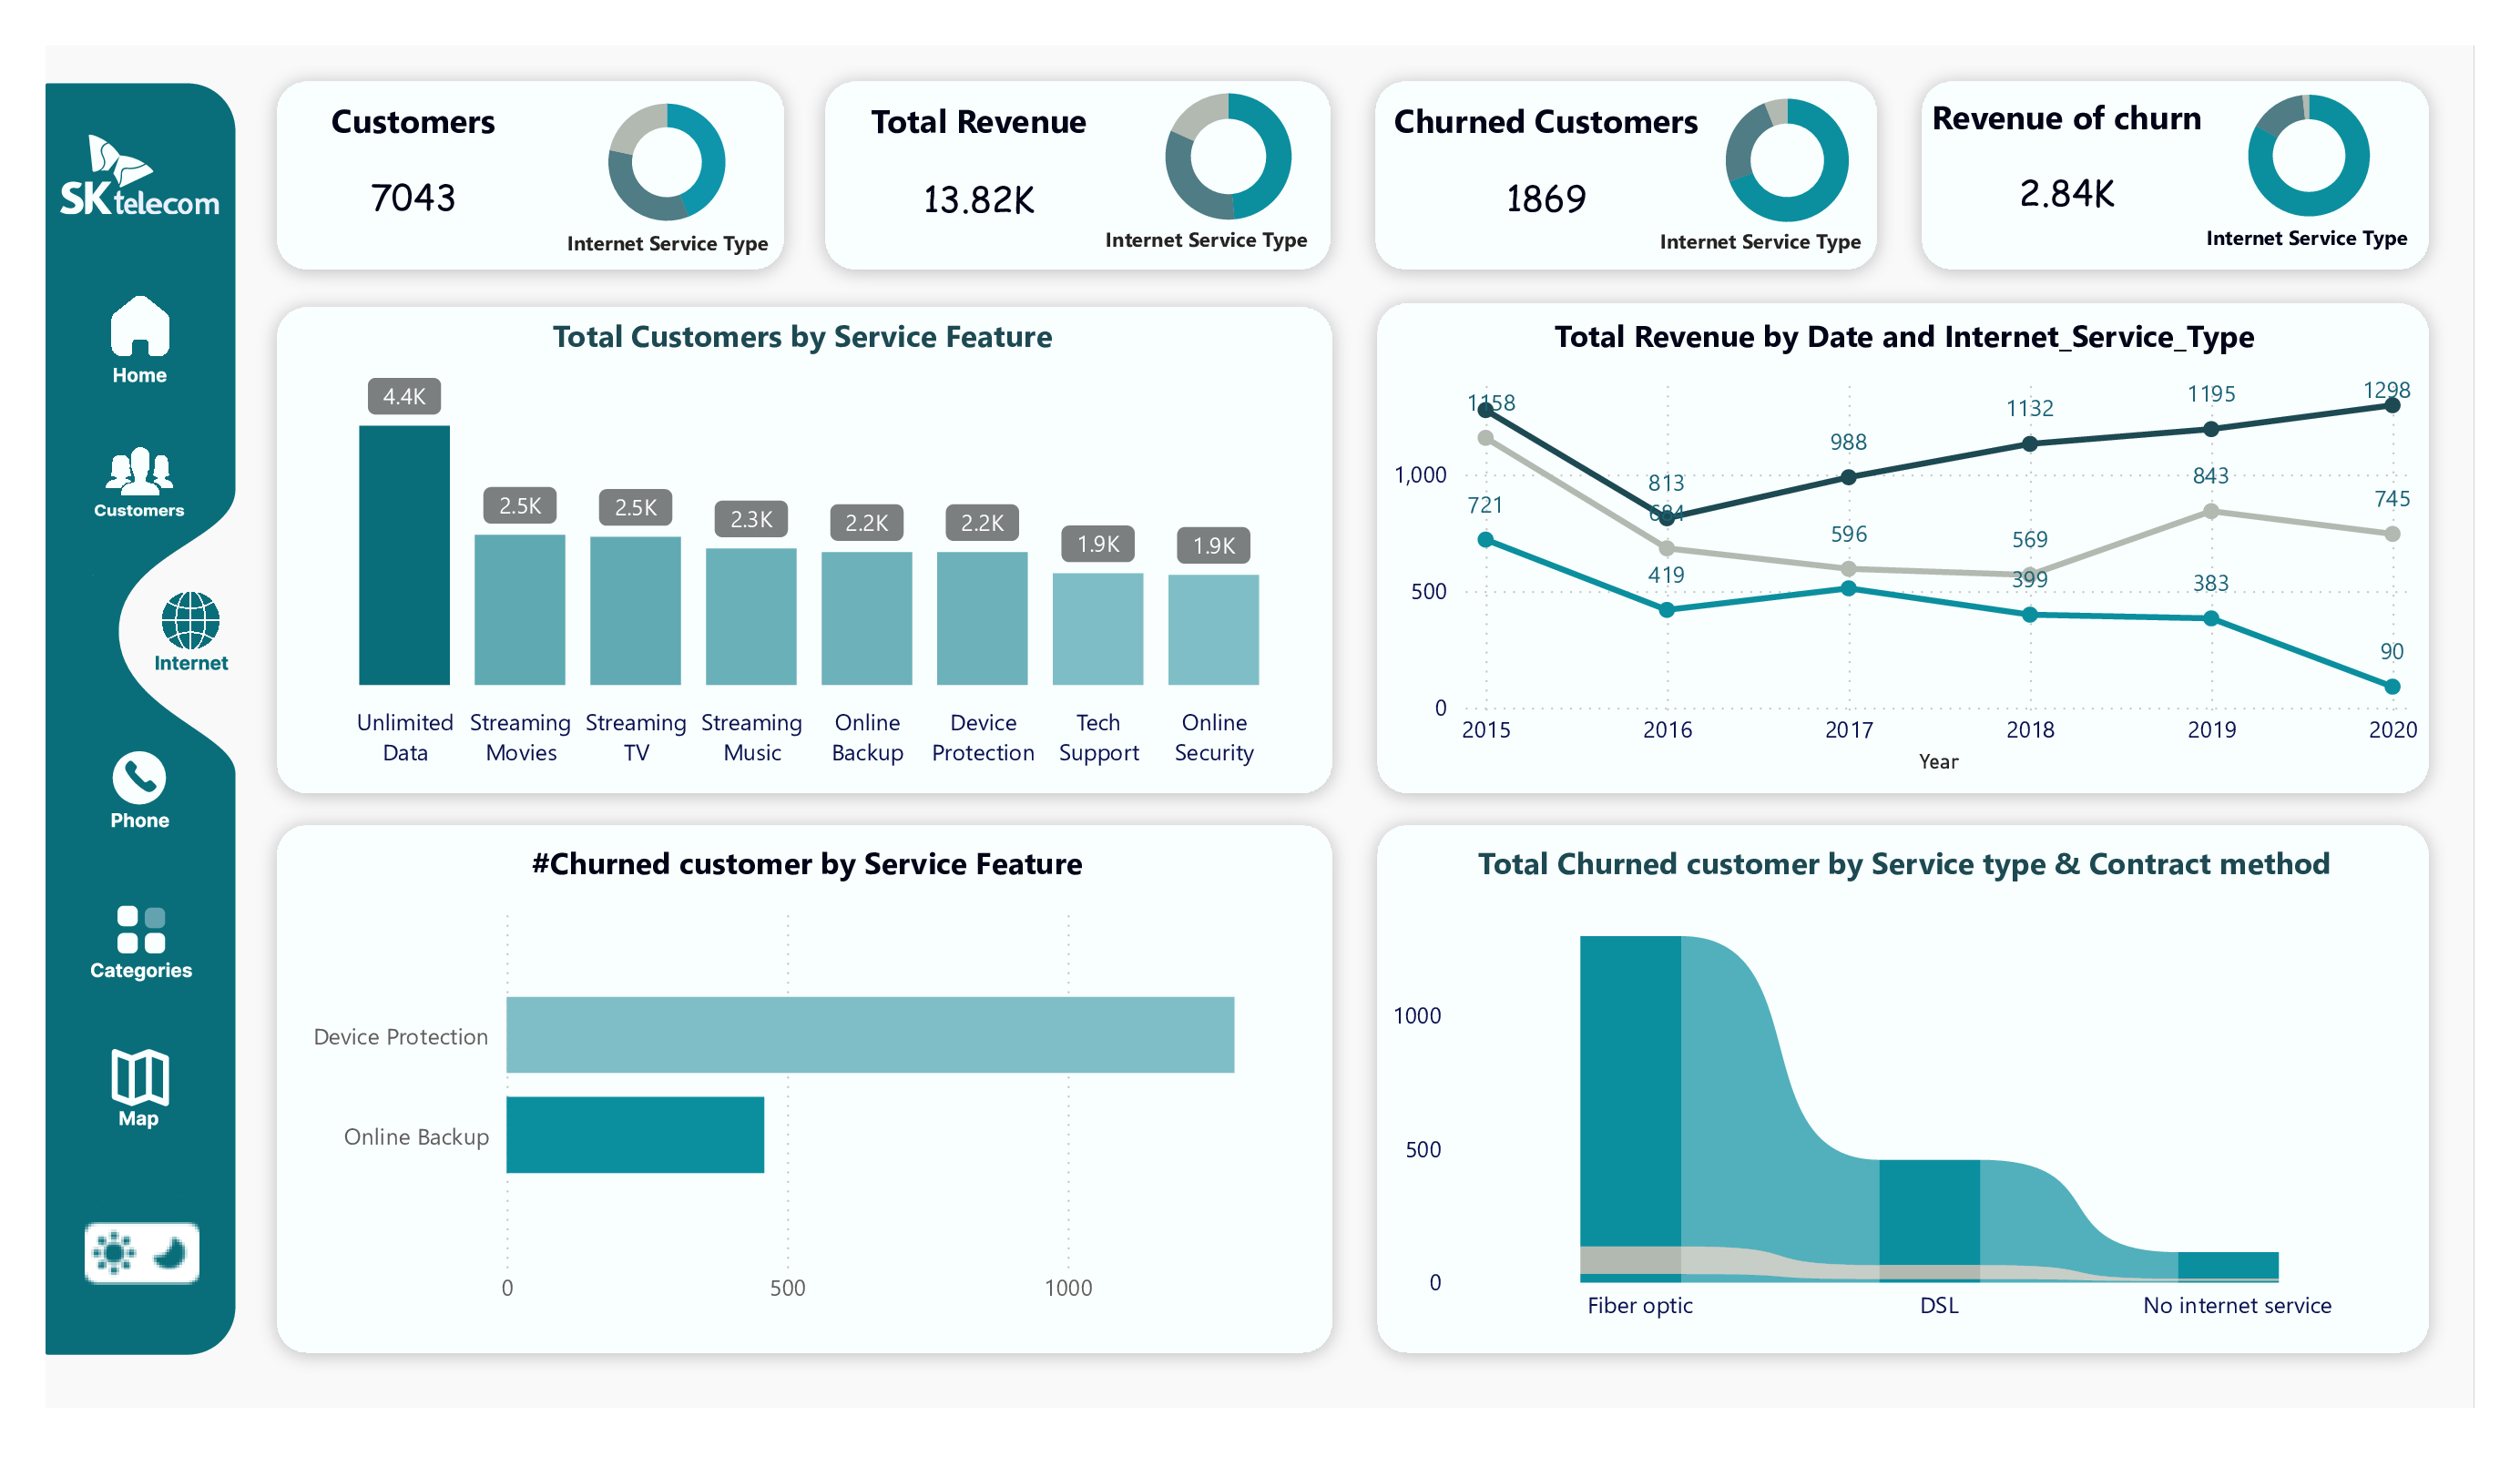 SK telecom
Home
Customers
Internet
Phone
Categories
Map
Customers
7043
Internet Service Type
Total Revenue
13.82K
Internet Service Type
Churned Customers
1869
Internet Service Type
Revenue of churn
2.84K
Internet Service Type
Total Customers by Service Feature
4.4K
2.5K
2.5K
2.3K
2.2K
2.2K
1.9K
1.9K
Unlimited Data
Streaming Movies
Streaming TV
Streaming Music
Online Backup
Device Protection
Tech Support
Online Security
Total Revenue by Date and Internet_Service_Type
1,000
500
0
1158
813
988
1132
1195
1298
684
596
569
843
745
721
419
399
383
90
2015 2016 2017 2018 2019 2020
Year
#Churned customer by Service Feature
Device Protection
Online Backup
0 500 1000
Total Churned customer by Service type & Contract method
1000
500
0
Fiber optic DSL No internet service